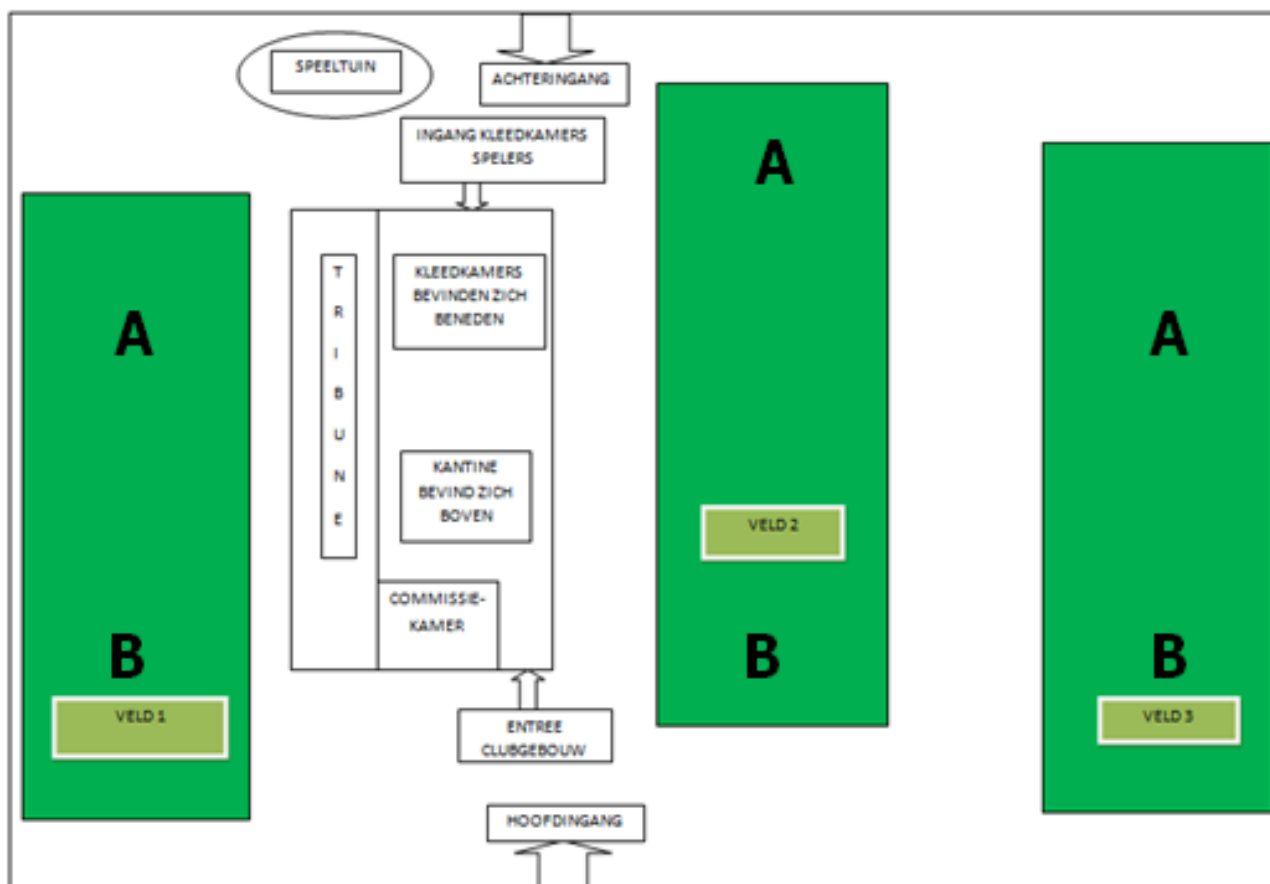 SPEELTUIN
ACHTERINGANG
INGANG KLEEDKAMERS
SPELERS
A
A
A
T
R
I
B
U
N
E
KLEEDKAMERS
BEVINDEN ZICH
BENEDEN
KANTINE
BEVIND ZICH
BOVEN
VELD 2
COMMISSIE-
KAMER
B
B
B
VELD 1
VELD 3
ENTREE
CLUBGEBOUW
HOOFDINGANG